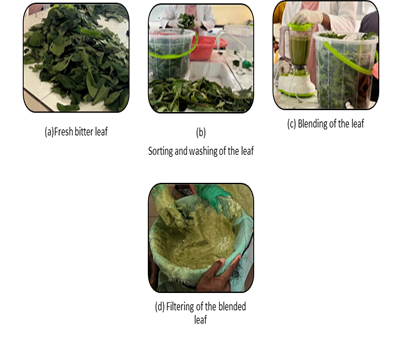 (a)Fresh bitter leaf
(b)
Sorting and washing of the leaf
(c) Blending of the leaf
(d) Filtering of the blended
leaf